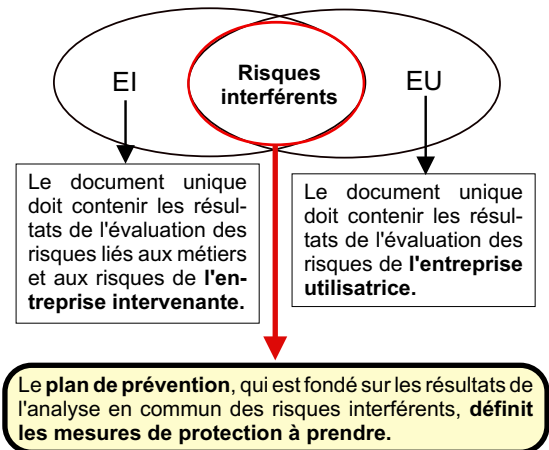 EI
Risques
interférents
EU
Le document unique
doit contenir les résul-
tats de l'évaluation des
risques liés aux métiers
et aux risques de l'en-
treprise intervenante.
Le document unique
doit contenir les résul-
tats de l'évaluation des
risques de l'entreprise
utilisatrice.
Le plan de prévention, qui est fondé sur les résultats de
l'analyse en commun des risques interférents, définit
les mesures de protection à prendre.